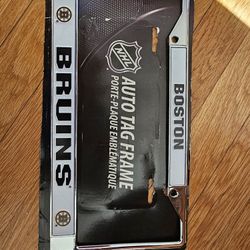 BOSTON
NHL
AUTO TAG FRAME
PORTE-PLAQUE EMBLÉMATIQUE
BRUINS